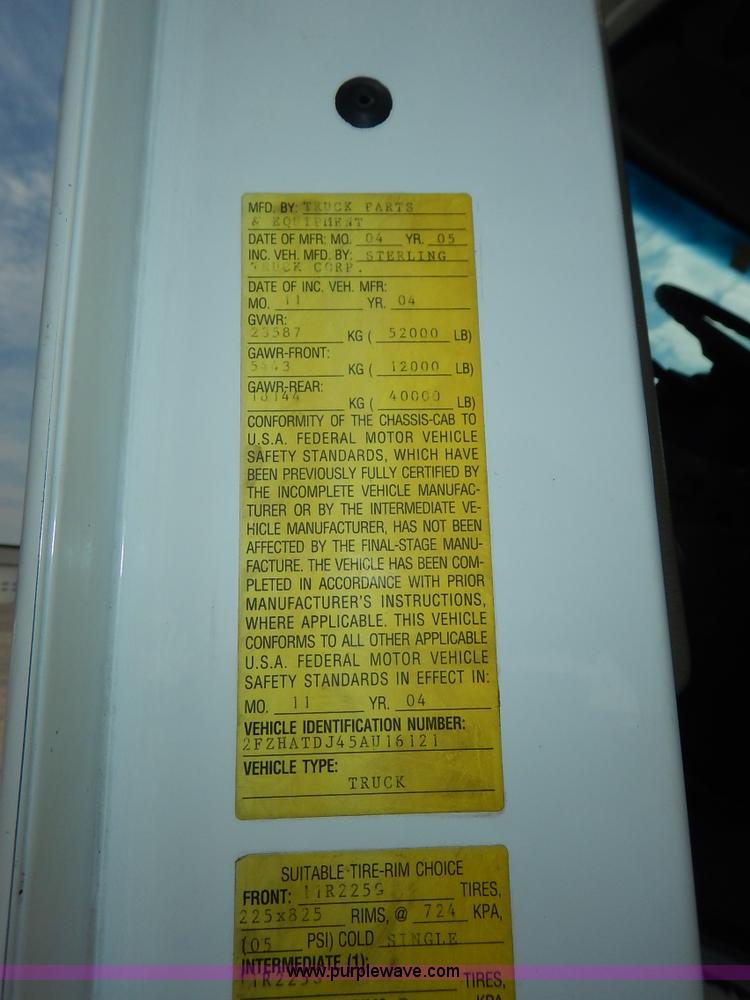 MFD. BY: TRUCK PARTS
& EQUIPMENT
DATE OF MFR: MO. 04 YR. 05
INC. VEH. MFD. BY: STERLING
TRUCK CORP.
DATE OF INC. VEH. MFR:
MO. 11 YR. 04
GVWR:
23587 KG ( 52000 LB)
GAWR-FRONT:
5443 KG ( 12000 LB)
GAWR-REAR:
18144 KG ( 40000 LB)
CONFORMITY OF THE CHASSIS-CAB TO
U.S.A. FEDERAL MOTOR VEHICLE
SAFETY STANDARDS, WHICH HAVE
BEEN PREVIOUSLY FULLY CERTIFIED BY
THE INCOMPLETE VEHICLE MANUFAC-
TURER OR BY THE INTERMEDIATE VE-
HICLE MANUFACTURER, HAS NOT BEEN
AFFECTED BY THE FINAL-STAGE MANU-
FACTURE. THE VEHICLE HAS BEEN COM-
PLETED IN ACCORDANCE WITH PRIOR
MANUFACTURER'S INSTRUCTIONS,
WHERE APPLICABLE. THIS VEHICLE
CONFORMS TO ALL OTHER APPLICABLE
U.S.A. FEDERAL MOTOR VEHICLE
SAFETY STANDARDS IN EFFECT IN:
MO. 11 YR. 04
VEHICLE IDENTIFICATION NUMBER:
2FZHATDJ45AU16121
VEHICLE TYPE:
TRUCK
SUITABLE TIRE-RIM CHOICE
FRONT: 11R225G TIRES,
225x825 RIMS, @ 724 KPA,
(05 PSI) COLD SINGLE
INTERMEDIATE (1):
TIRES,
www.purplewave.com